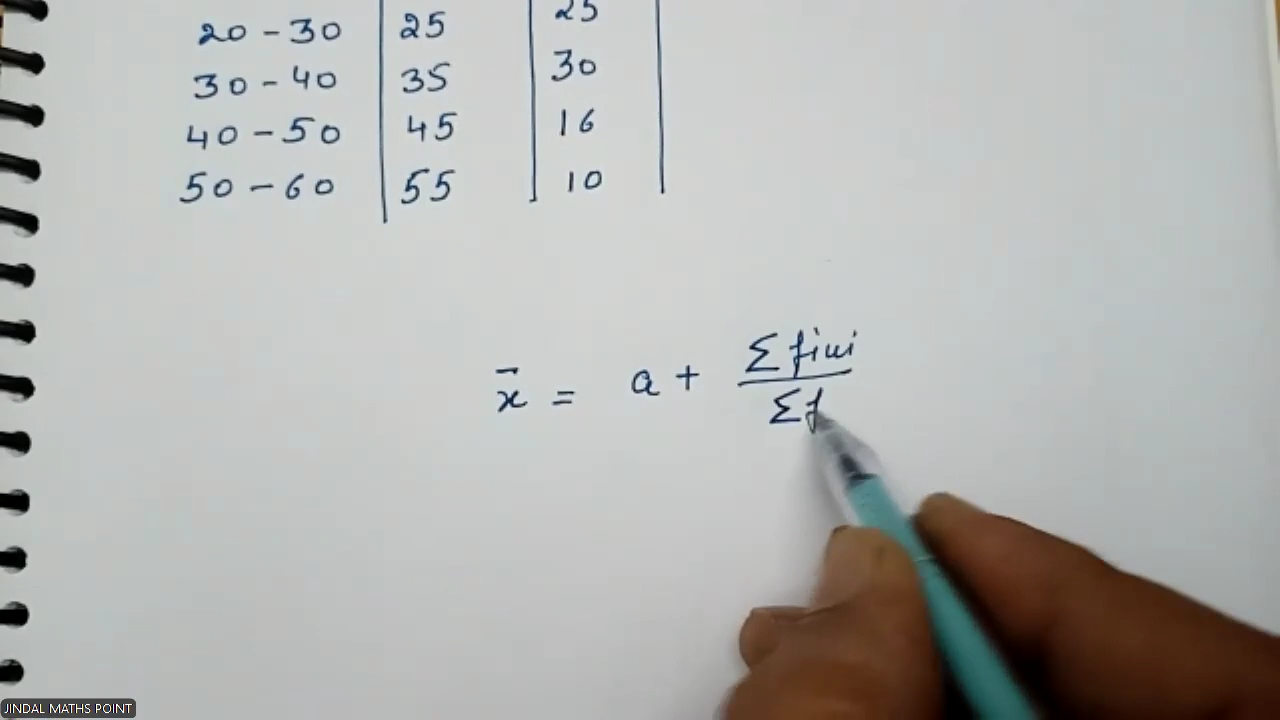 20 - 30 25 25
30 - 40 35 30
40 - 50 45 16
50 - 60 55 10
x̄ = a + Σ fiui / Σf
JINDAL MATHS POINT